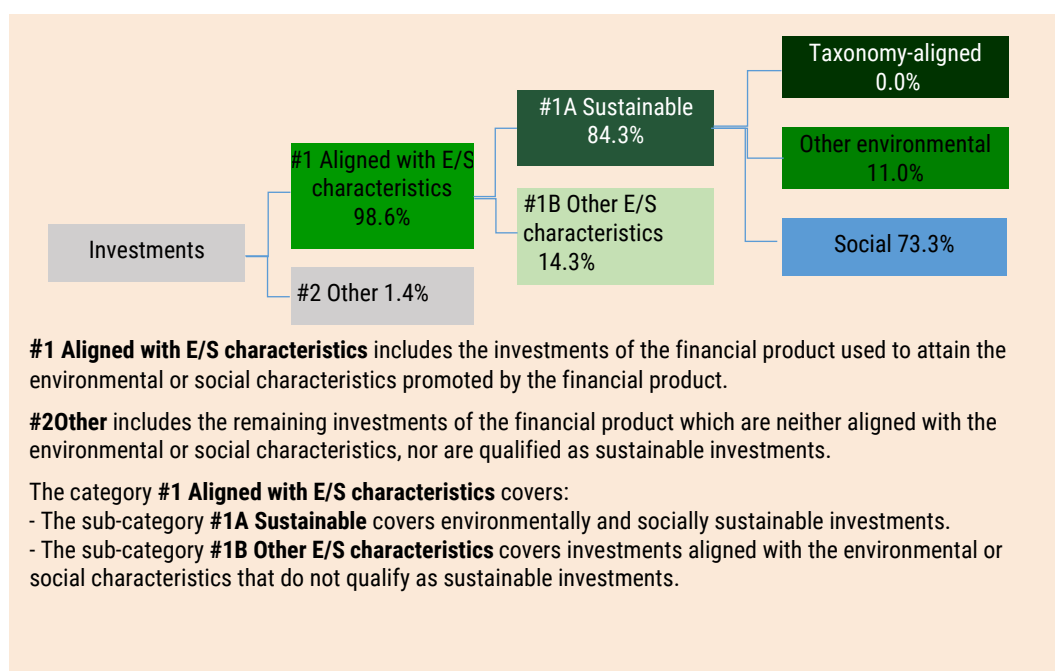 Taxonomy-aligned
0.0%
#1A Sustainable
84.3%
Other environmental
11.0%
#1 Aligned with E/S
characteristics
98.6%
#1B Other E/S
characteristics
14.3%
Investments
Social 73.3%
#2 Other 1.4%
#1 Aligned with E/S characteristics includes the investments of the financial product used to attain the
environmental or social characteristics promoted by the financial product.
#2Other includes the remaining investments of the financial product which are neither aligned with the
environmental or social characteristics, nor are qualified as sustainable investments.
The category #1 Aligned with E/S characteristics covers:
- The sub-category #1A Sustainable covers environmentally and socially sustainable investments.
- The sub-category #1B Other E/S characteristics covers investments aligned with the environmental or
social characteristics that do not qualify as sustainable investments.